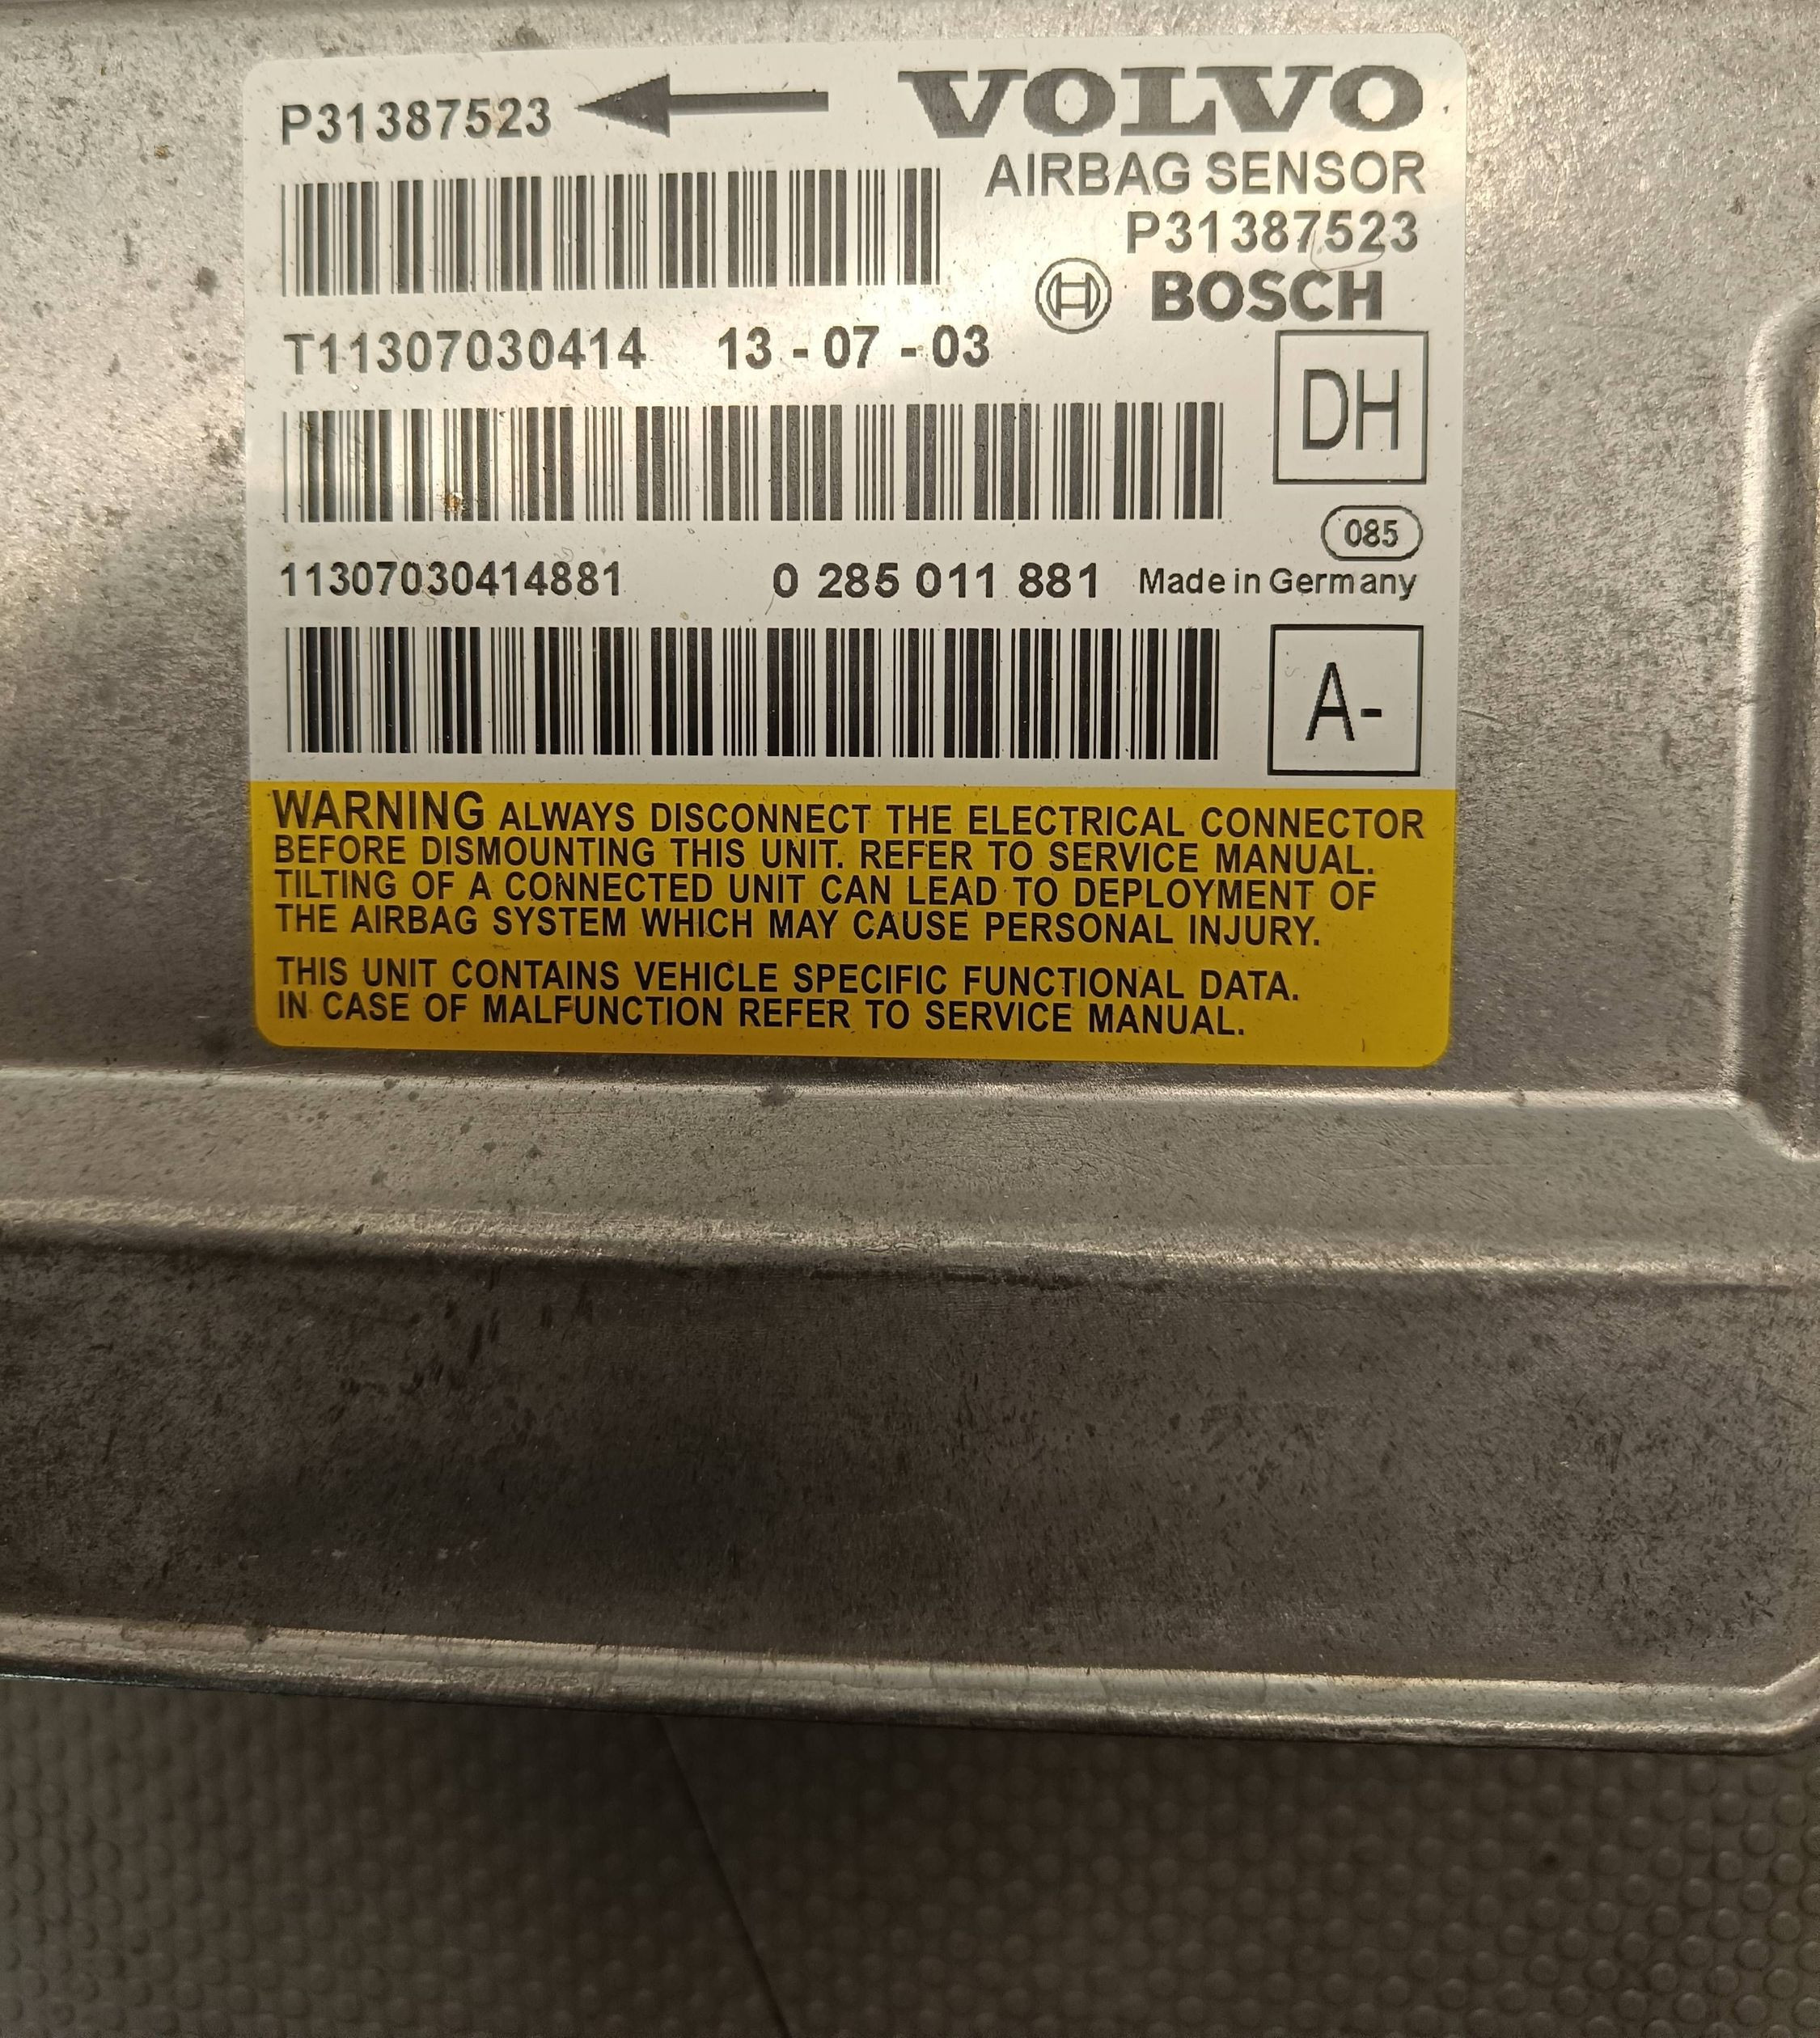 P31387523 VOLVO
AIRBAG SENSOR
P31387523
BOSCH
T11307030414 13 - 07 - 03
DH
085
11307030414881 0 285 011 881 Made in Germany
A-
WARNING ALWAYS DISCONNECT THE ELECTRICAL CONNECTOR
BEFORE DISMOUNTING THIS UNIT. REFER TO SERVICE MANUAL.
TILTING OF A CONNECTED UNIT CAN LEAD TO DEPLOYMENT OF
THE AIRBAG SYSTEM WHICH MAY CAUSE PERSONAL INJURY.
THIS UNIT CONTAINS VEHICLE SPECIFIC FUNCTIONAL DATA.
IN CASE OF MALFUNCTION REFER TO SERVICE MANUAL.